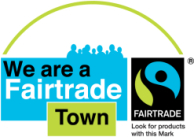 We are a
Fairtrade
Town
®
FAIRTRADE
Look for products
with this Mark